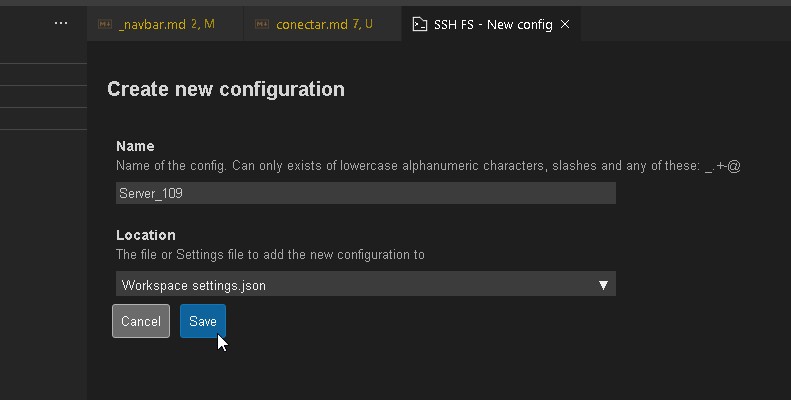 ··· _navbar.md 2, M conectar.md 7, U SSH FS - New config ×
Create new configuration
Name
Name of the config. Can only exists of lowercase alphanumeric characters, slashes and any of these: _.+-@
Server_109
Location
The file or Settings file to add the new configuration to
Workspace settings.json ▼
Cancel Save